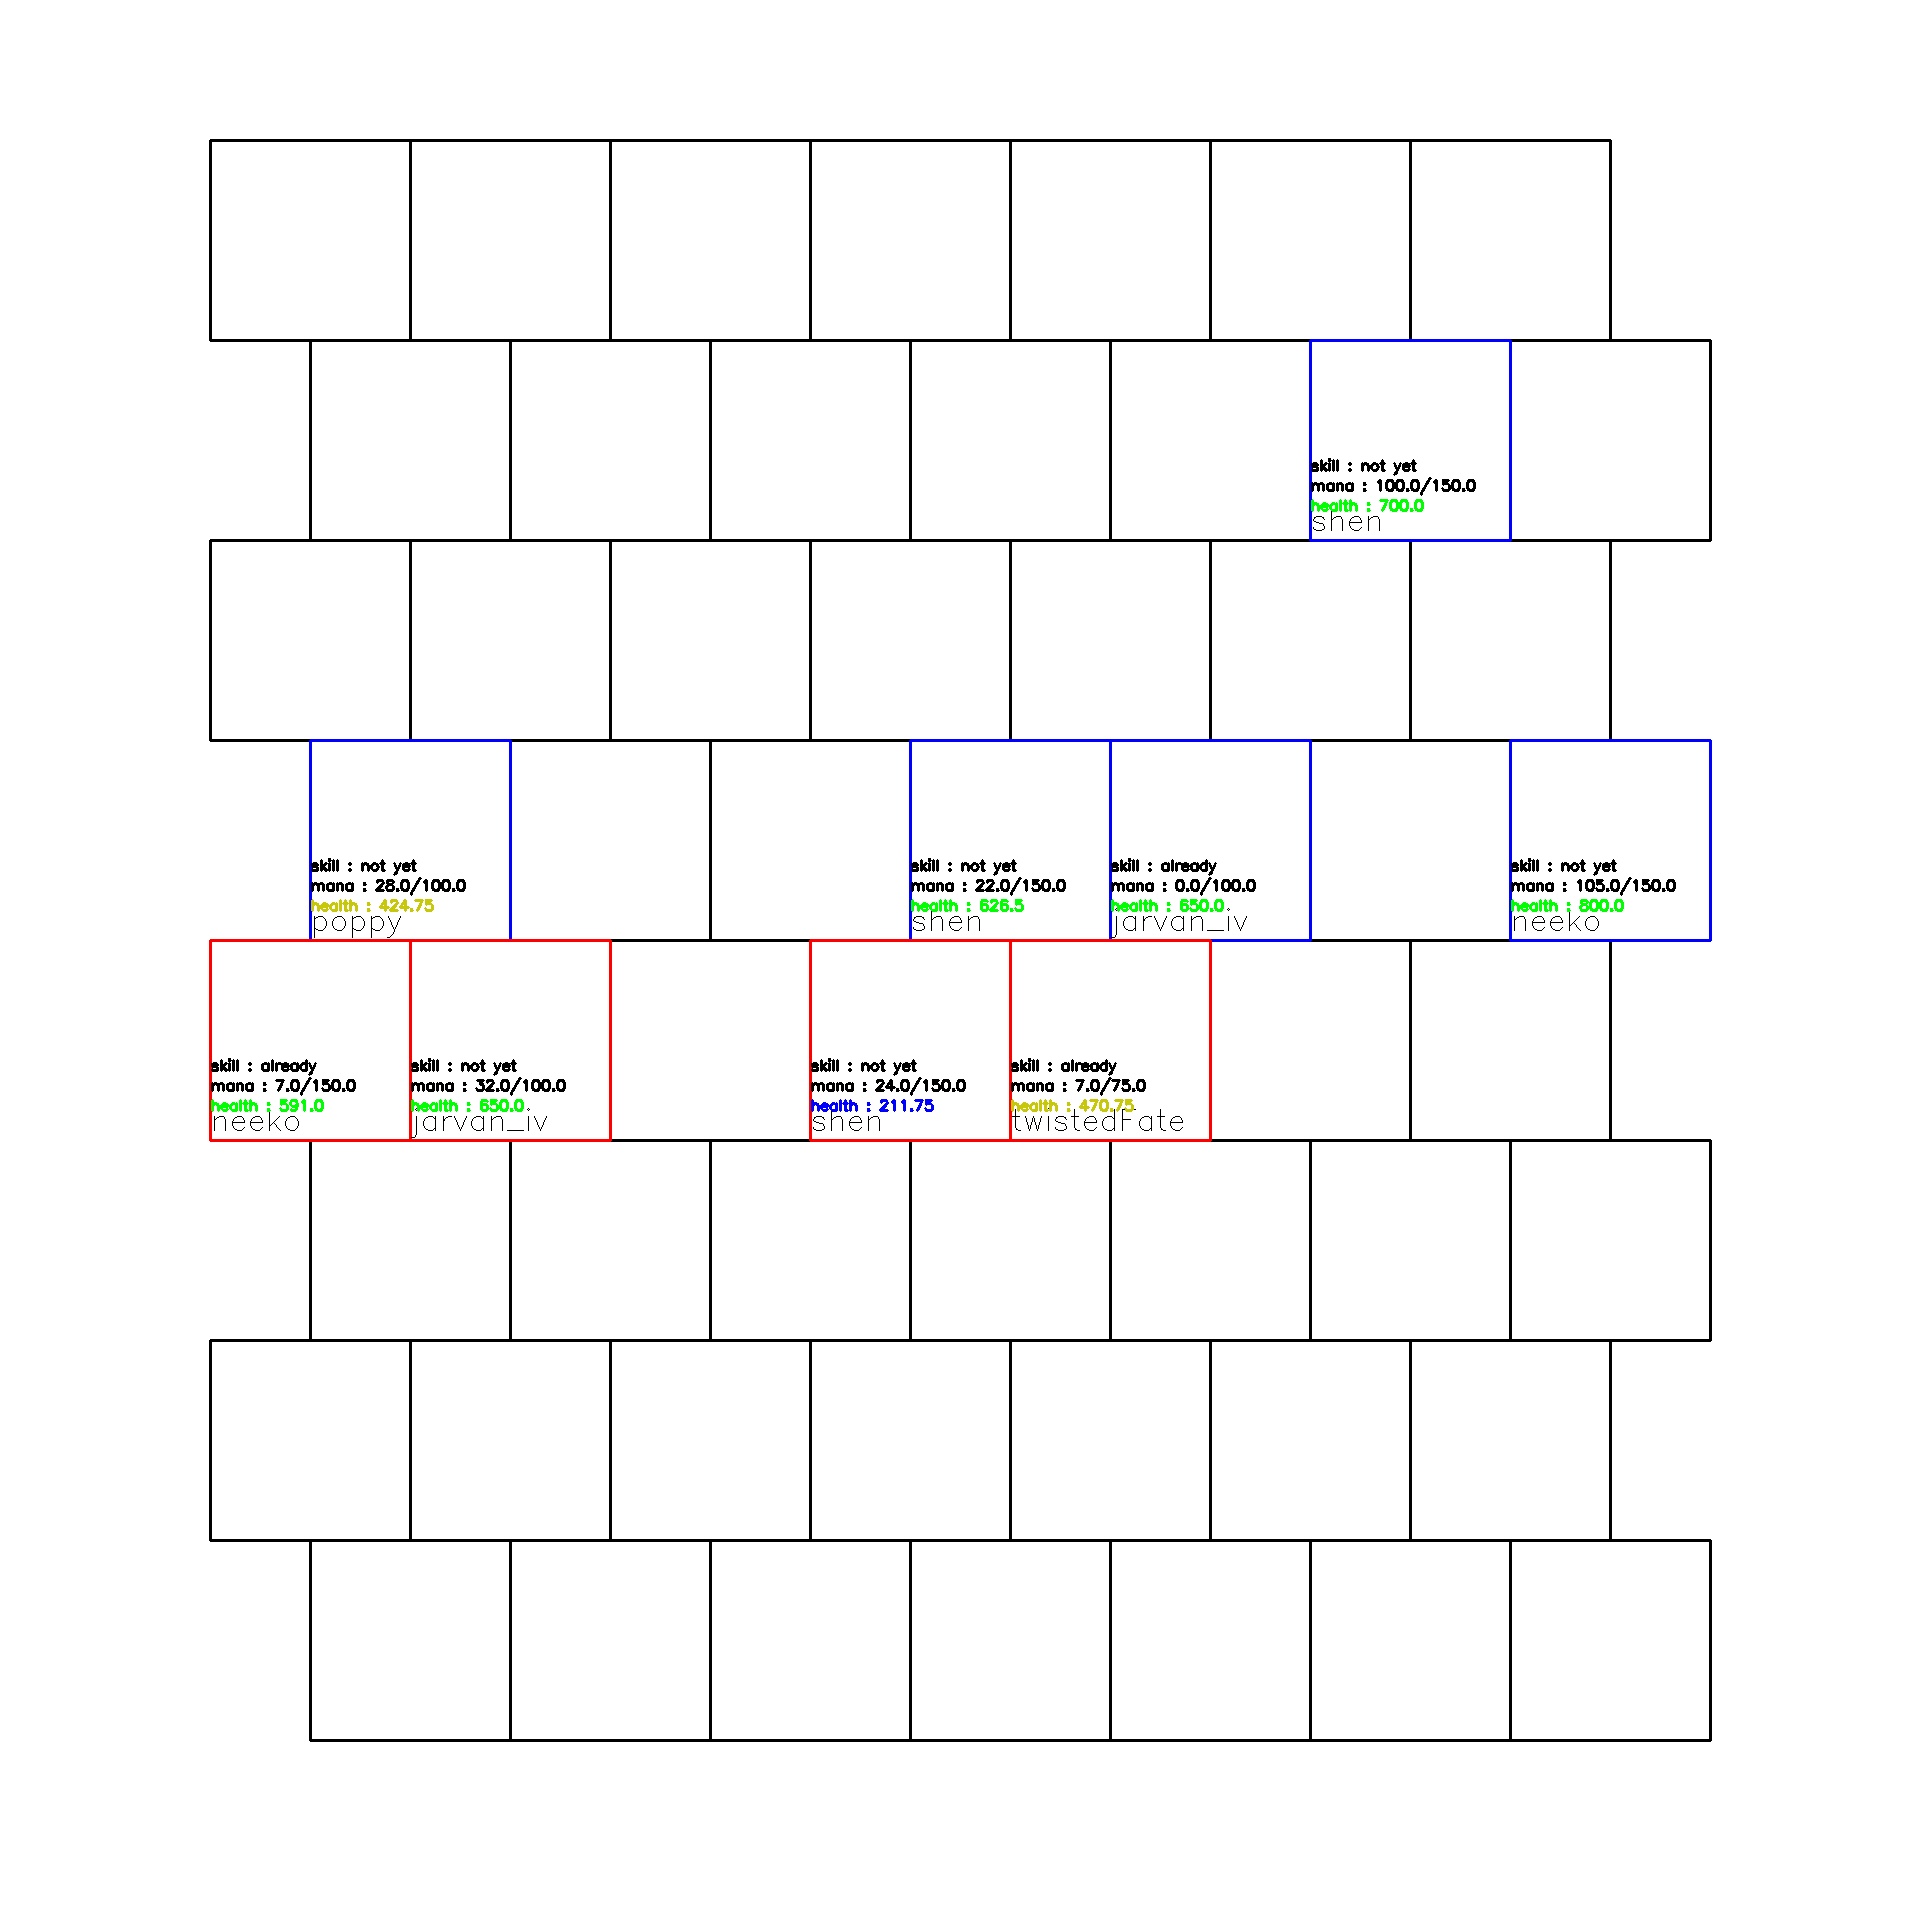 skill : not yet
mana : 100.0/150.0
health : 700.0
shen
skill : not yet
mana : 28.0/100.0
health : 424.75
poppy
skill : not yet
mana : 22.0/150.0
health : 626.5
shen
skill : already
mana : 0.0/100.0
health : 650.0
jarvan_iv
skill : not yet
mana : 105.0/150.0
health : 800.0
neeko
skill : already
mana : 7.0/150.0
health : 591.0
neeko
skill : not yet
mana : 32.0/100.0
health : 650.0
jarvan_iv
skill : not yet
mana : 24.0/150.0
health : 211.75
shen
skill : already
mana : 7.0/75.0
health : 470.75
twistedFate